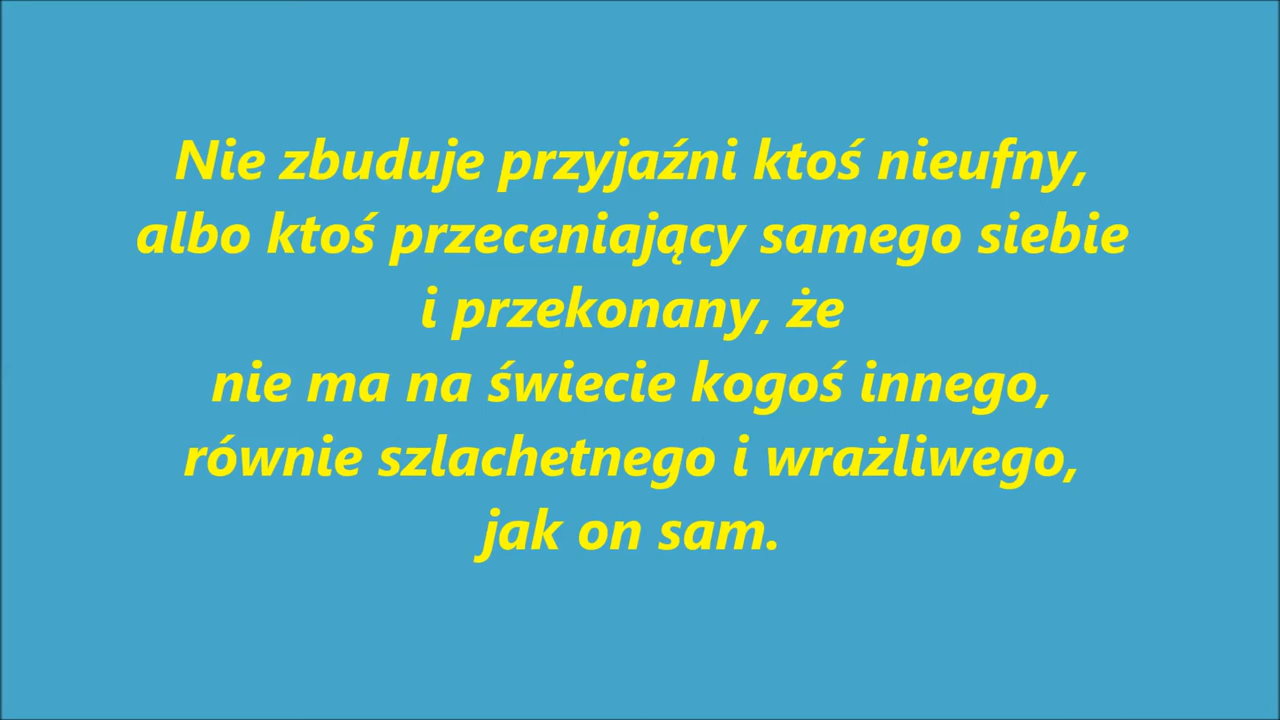 Nie zbuduje przyjaźni ktoś nieufny,
albo ktoś przeceniający samego siebie
i przekonany, że
nie ma na świecie kogoś innego,
równie szlachetnego i wrażliwego,
jak on sam.